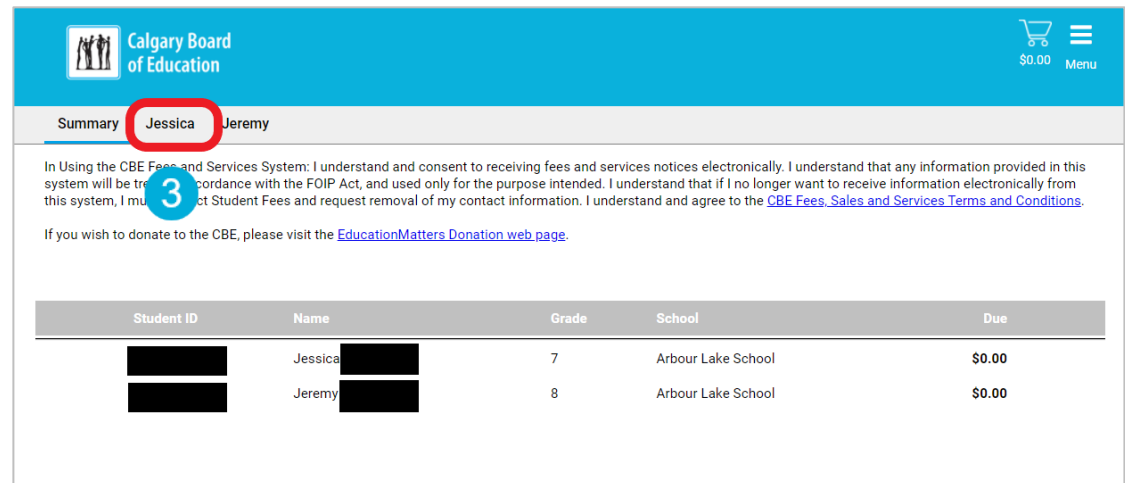 Calgary Board
of Education
$0.00 Menu
Summary Jessica Jeremy
In Using the CBE Fees and Services System: I understand and consent to receiving fees and services notices electronically. I understand that any information provided in this
system will be cordance with the FOIP Act, and used only for the purpose intended. I understand that if I no longer want to receive information electronically from
this system, I ct Student Fees and request removal of my contact information. I understand and agree to the CBE Fees, Sales and Services Terms and Conditions.
3
If you wish to donate to the CBE, please visit the EducationMatters Donation web page.
Student ID Name Grade School Due
Jessica 7 Arbour Lake School $0.00
Jeremy 8 Arbour Lake School $0.00